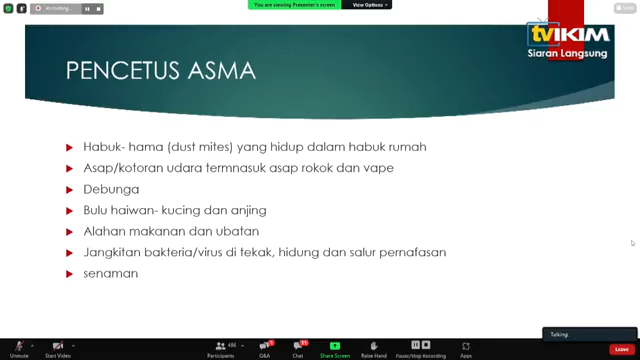 Recording...
You are viewing Presenter's screen
View Options
View
tvIKIM
Siaran Langsung
PENCETUS ASMA
Habuk- hama (dust mites) yang hidup dalam habuk rumah
Asap/kotoran udara termnasuk asap rokok dan vape
Debunga
Bulu haiwan- kucing dan anjing
Alahan makanan dan ubatan
Jangkitan bakteria/virus di tekak, hidung dan salur pernafasan
senaman
Talking:
Unmute
Start Video
486
Participants
Q&A
Chat
Share Screen
Raise Hand
Pause/Stop Recording
Apps
Leave